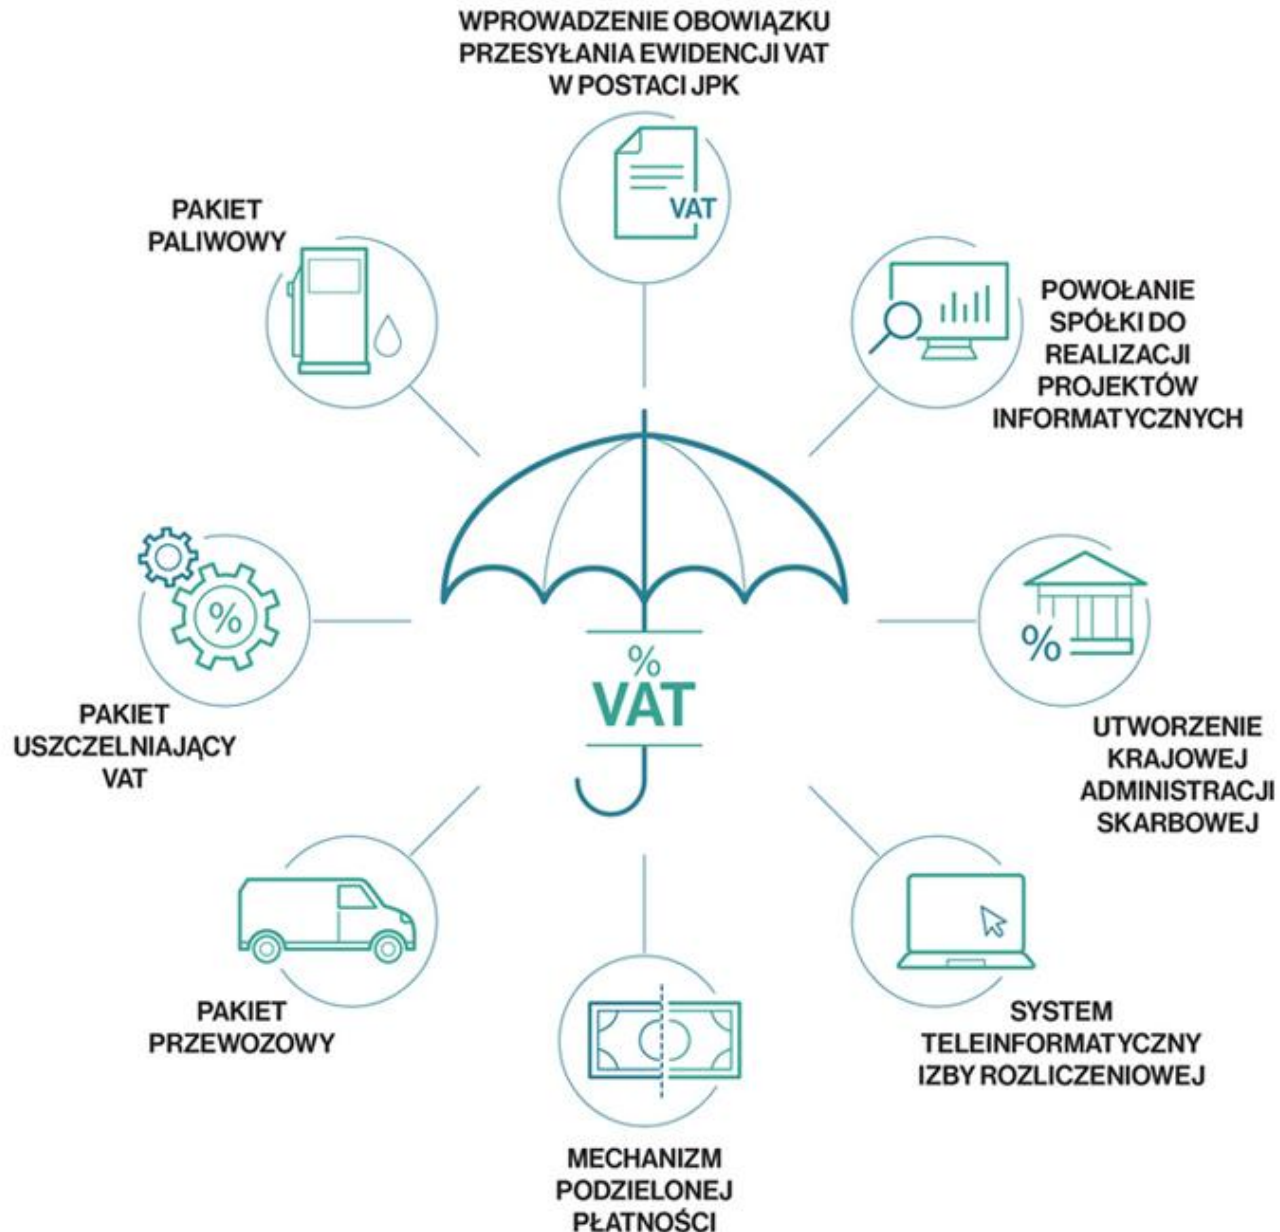 WPROWADZENIE OBOWIĄZKU
PRZESYŁANIA EWIDENCJI VAT
W POSTACI JPK
VAT
PAKIET
PALIWOWY
POWOŁANIE
SPÓŁKI DO
REALIZACJI
PROJEKTÓW
INFORMATYCZNYCH
%
PAKIET
USZCZELNIAJĄCY
VAT
%
VAT
%
UTWORZENIE
KRAJOWEJ
ADMINISTRACJI
SKARBOWEJ
PAKIET
PRZEWOZOWY
SYSTEM
TELEINFORMATYCZNY
IZBY ROZLICZENIOWEJ
MECHANIZM
PODZIELONEJ
PŁATNOŚCI